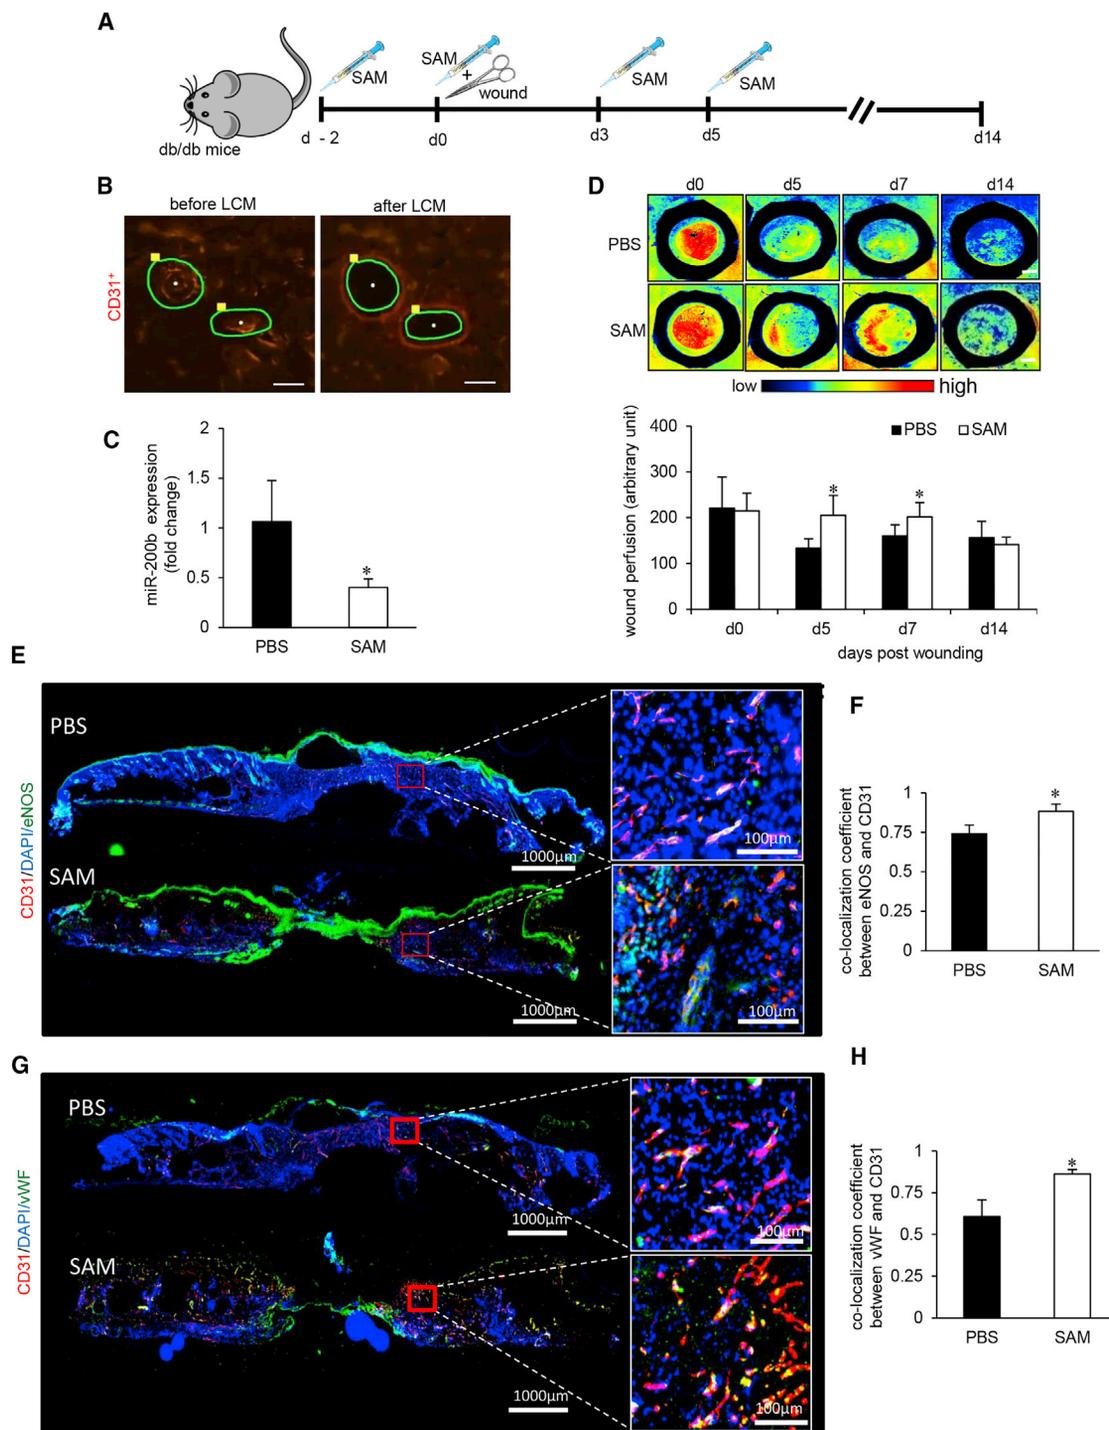 A
SAM
SAM
+
wound
SAM
SAM
db/db mice
d - 2
d0
d3
d5
d14
B
before LCM
after LCM
CD31+
C
miR-200b expression
(fold change)
2
1.5
1
0.5
0
*
PBS
SAM
D
d0
d5
d7
d14
PBS
SAM
low
high
wound perfusion (arbitrary unit)
400
300
200
100
0
PBS
SAM
*
*
d0
d5
d7
d14
days post wounding
E
CD31/DAPI/eNOS
PBS
1000µm
100µm
SAM
1000µm
100µm
F
co-localization coefficient
between eNOS and CD31
1
0.75
0.5
0.25
0
*
PBS
SAM
G
CD31/DAPI/vWF
PBS
1000µm
100µm
SAM
1000µm
100µm
H
co-localization coefficient
between vWF and CD31
1
0.75
0.5
0.25
0
*
PBS
SAM